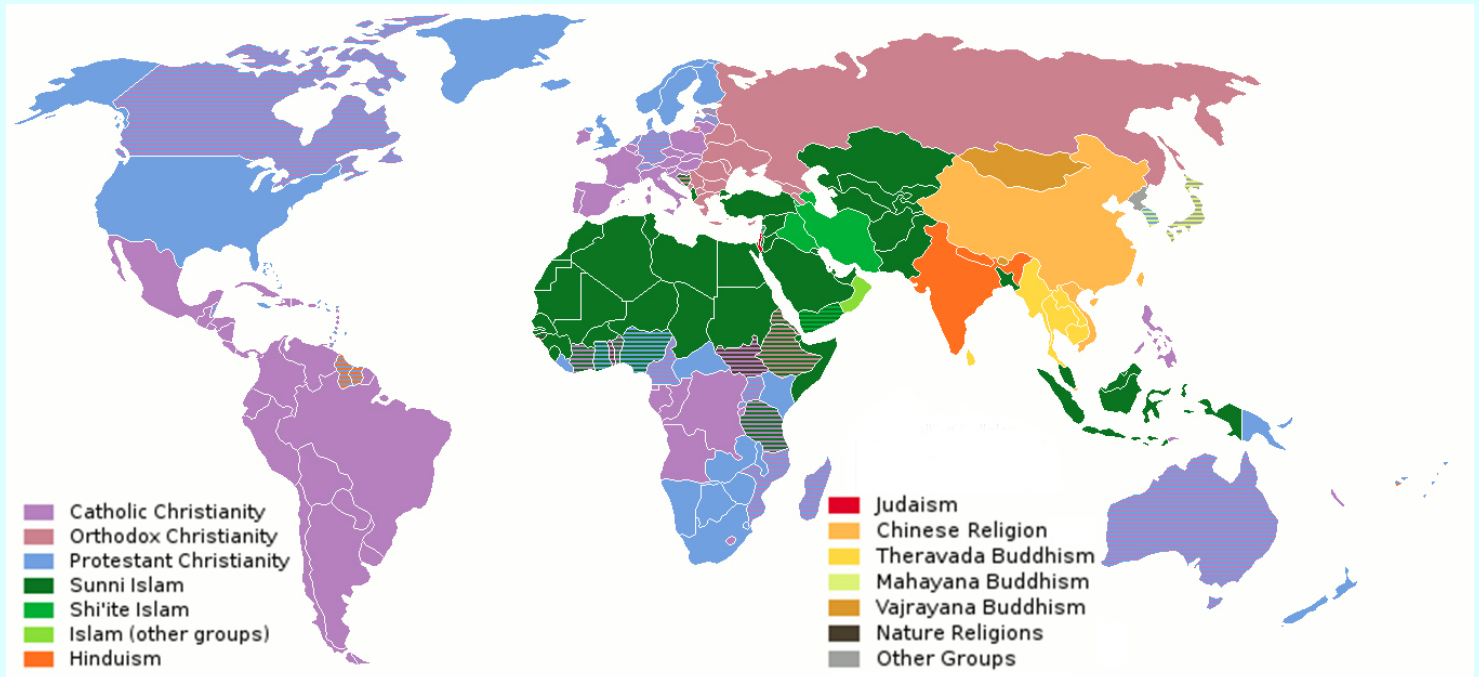 Catholic Christianity
Orthodox Christianity
Protestant Christianity
Sunni Islam
Shi'ite Islam
Islam (other groups)
Hinduism
Judaism
Chinese Religion
Theravada Buddhism
Mahayana Buddhism
Vajrayana Buddhism
Nature Religions
Other Groups